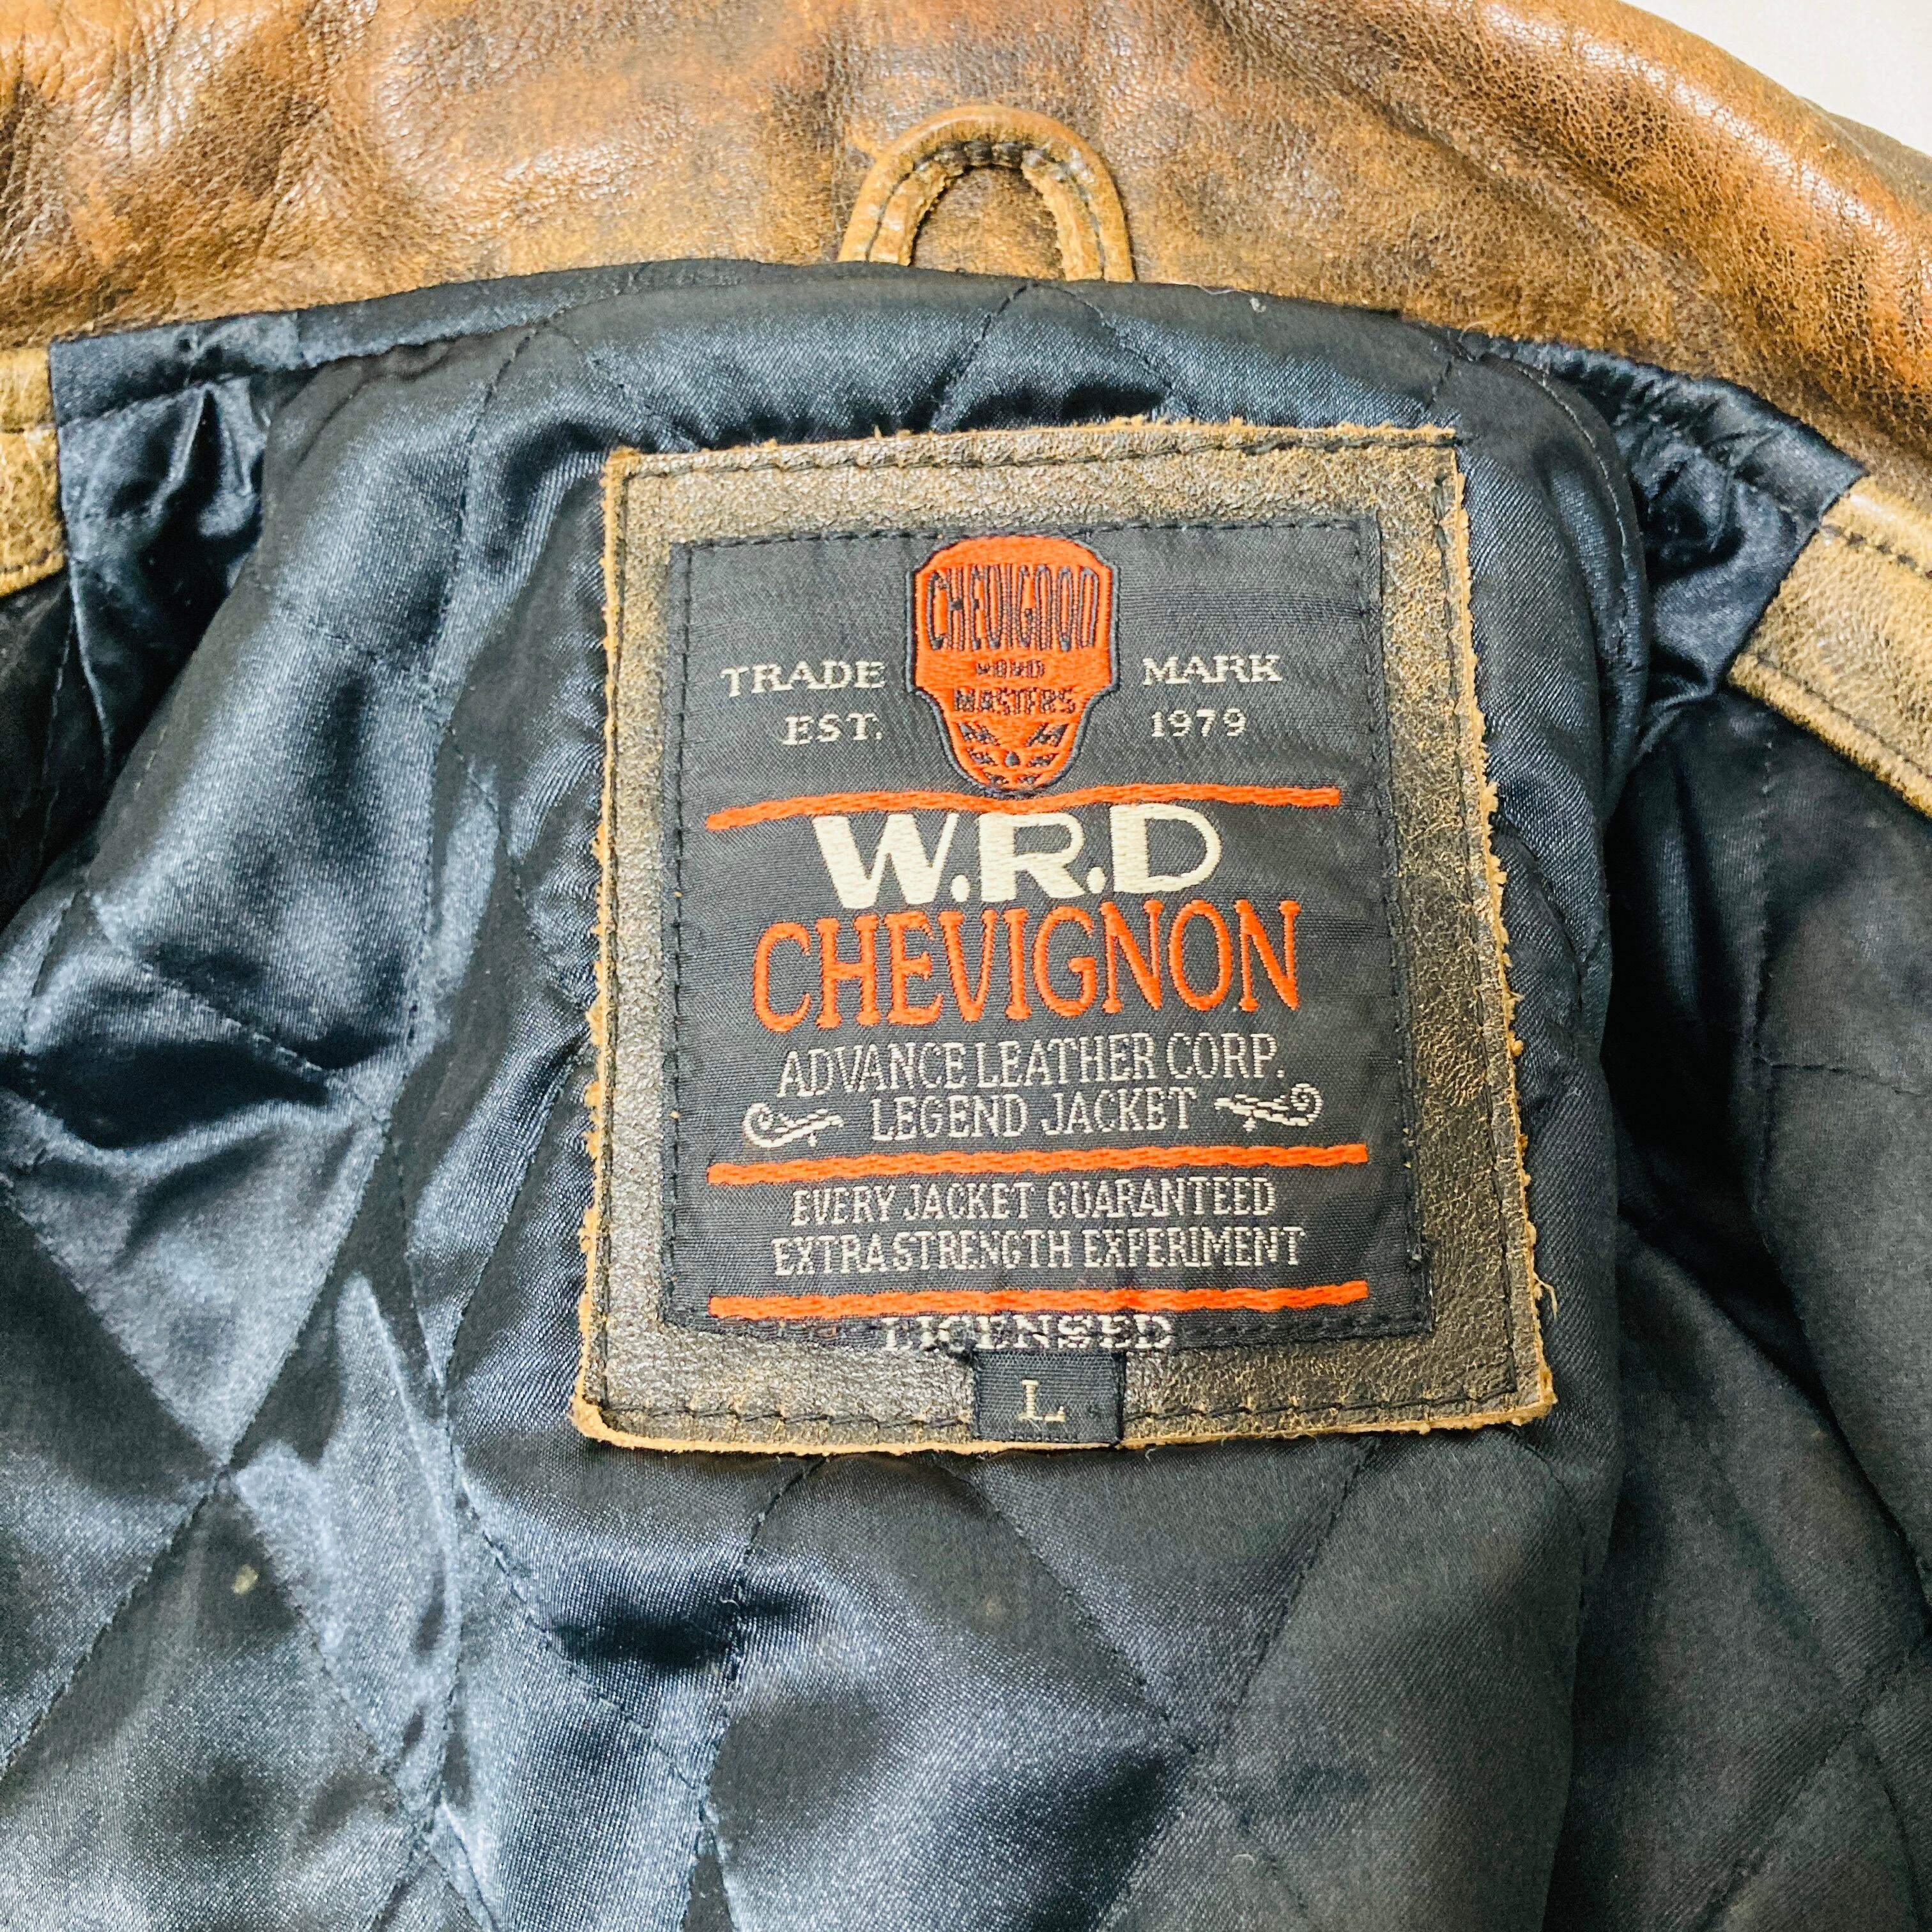 CHEVIGNON
MASTERS
TRADE MARK
EST. 1979
W.R.D
CHEVIGNON
ADVANCE LEATHER CORP.
LEGEND JACKET
EVERY JACKET GUARANTEED
EXTRA STRENGTH EXPERIMENT
LICENSED
L